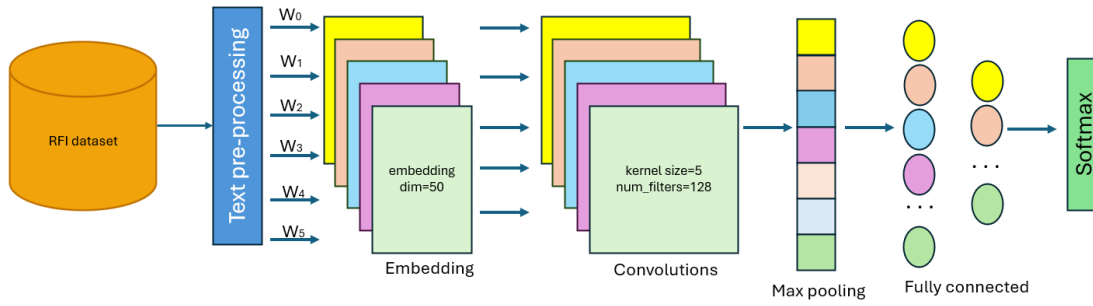 RFI dataset
Text pre-processing
W0
W1
W2
W3
W4
W5
embedding
dim=50
Embedding
kernel size=5
num_filters=128
Convolutions
Max pooling
. . .
. . .
Fully connected
Softmax